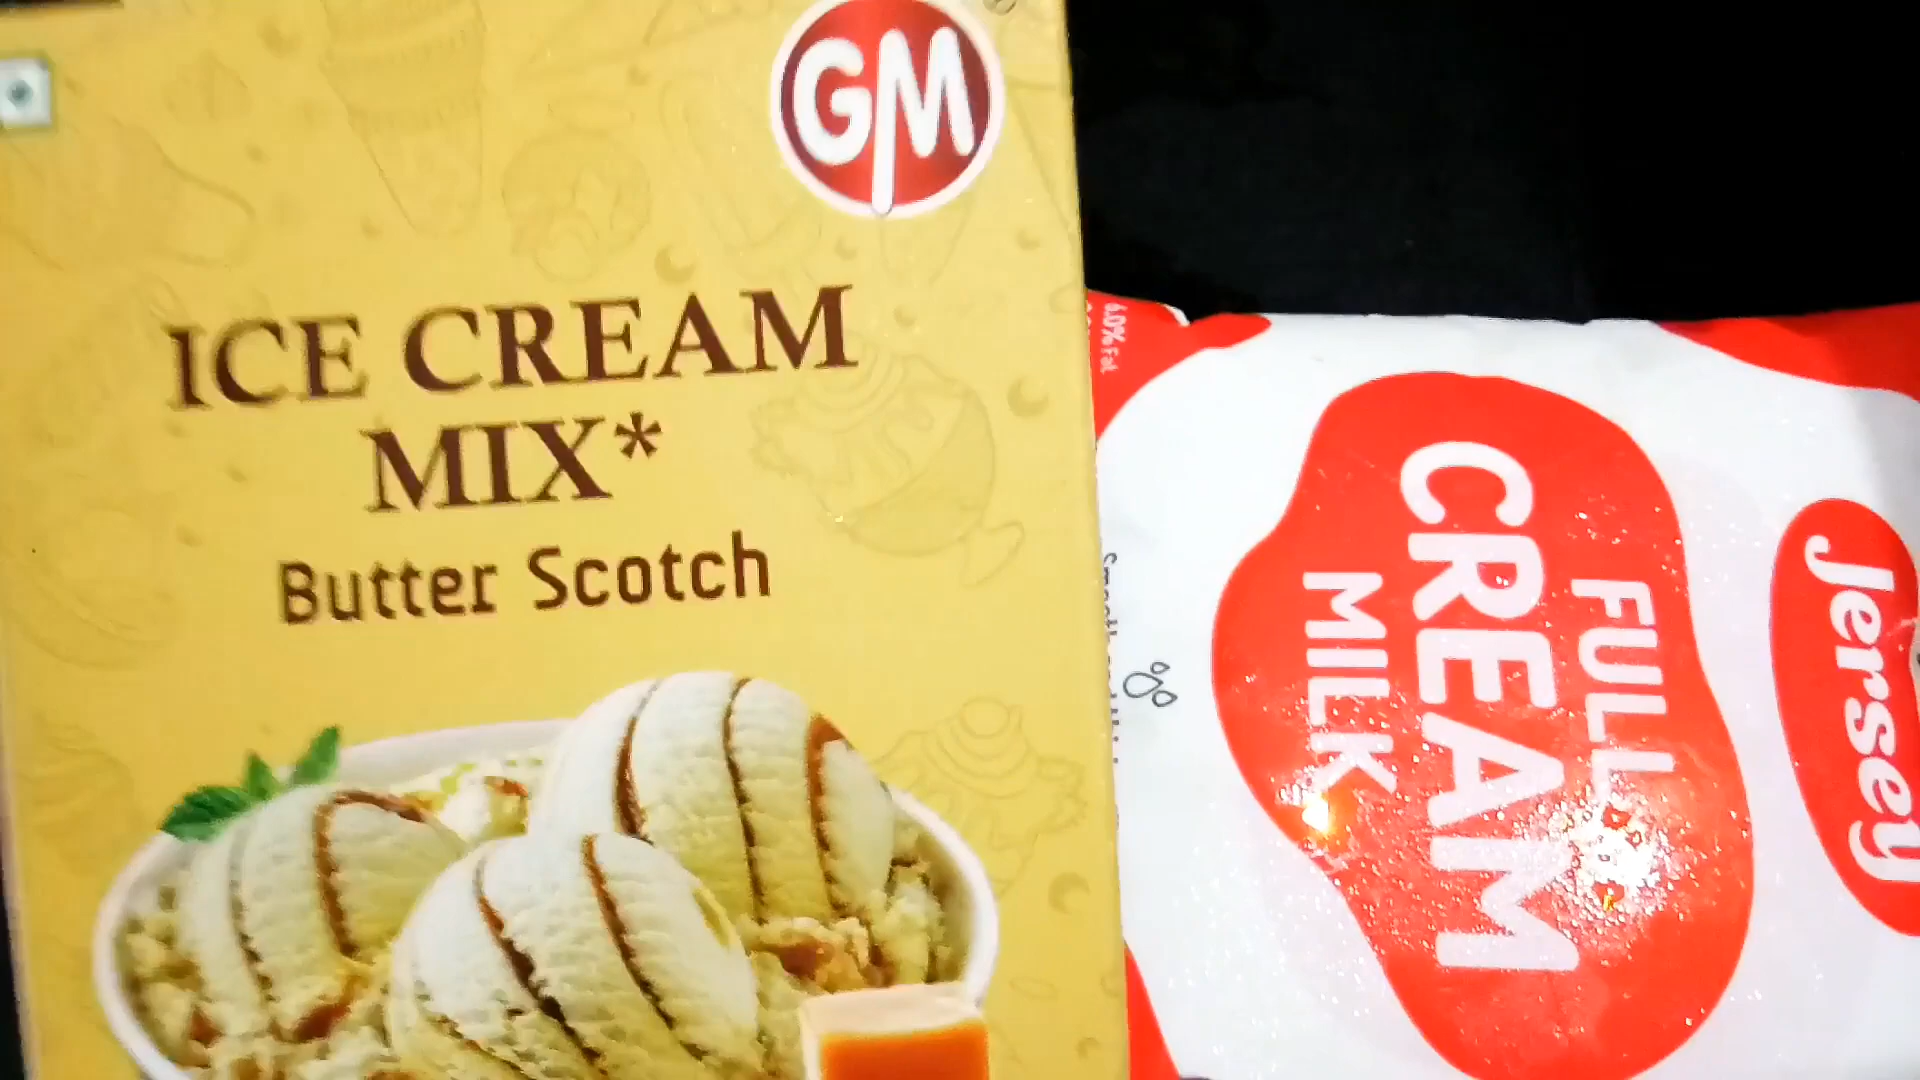 GM
ICE CREAM
MIX*
Butter Scotch
6.0% Fat
Jersey
FULL
CREAM
MILK